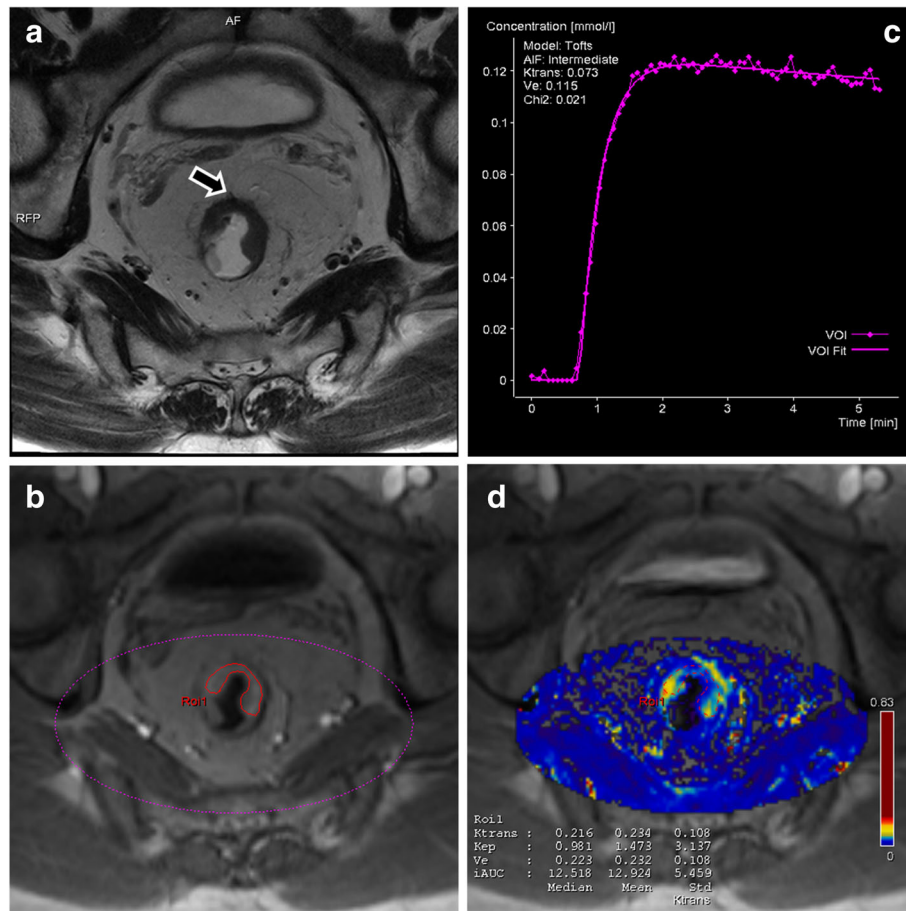 a
AF
RFP
c
Concentration [mmol/l]
Model: Tofts
AIF: Intermediate
Ktrans: 0.073
Ve: 0.115
Chi2: 0.021
0.12
0.1
0.08
0.06
0.04
0.02
0
0 1 2 3 4 5
Time [min]
VOI
VOI Fit
b
Roi1
d
Roi1
0.83
0
Roi1
Ktrans : 0.216 0.234 0.108
Kep : 0.981 1.473 3.137
Ve : 0.223 0.232 0.108
iAUC : 12.518 12.924 5.459
Median Mean Std
Ktrans